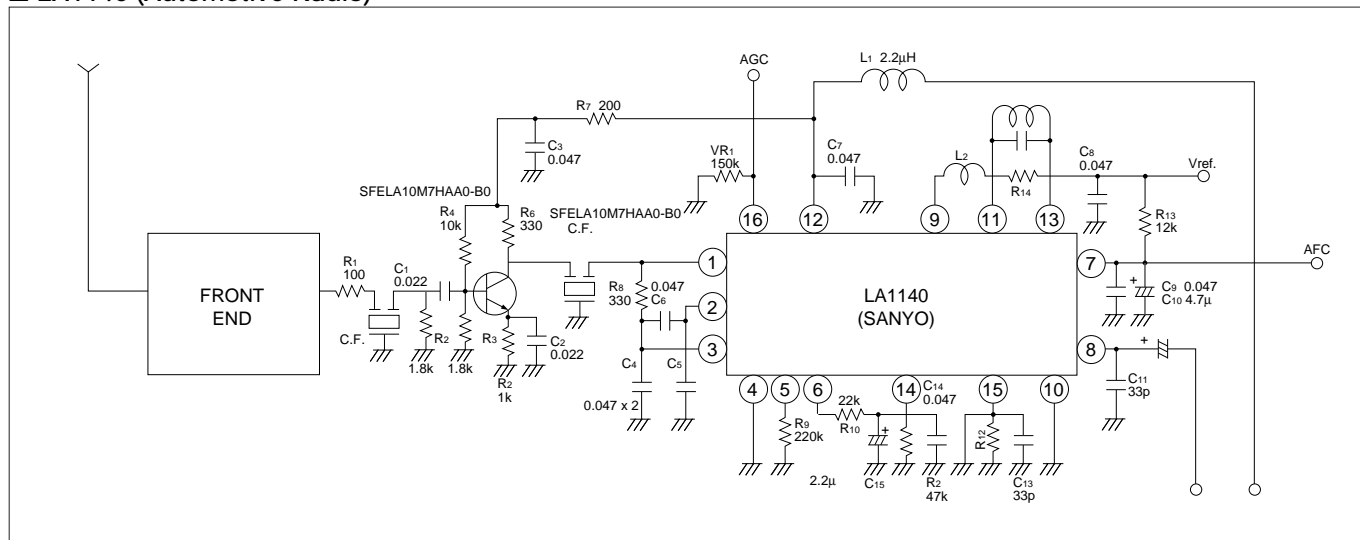 AGC
L1 2.2μH
R7 200
C3
0.047
VR1
150k
C7
0.047
L2
R14
C8
0.047
Vref.
SFELA10M7HAA0-B0
R4
10k
R6
330
SFELA10M7HAA0-B0
C.F.
16
12
9
11
13
R13
12k
FRONT
END
R1
100
C1
0.022
C.F.
R2
1.8k
R3
1.8k
R2
1k
C2
0.022
R8
330
0.047
C6
C4
C5
0.047 x 2
1
2
3
LA1140
(SANYO)
7
AFC
C9 0.047
C10 4.7μ
8
C11
33p
4
5
6
14
15
10
R9
220k
22k
R10
C14
0.047
2.2μ
C15
R2
47k
R12
C13
33p